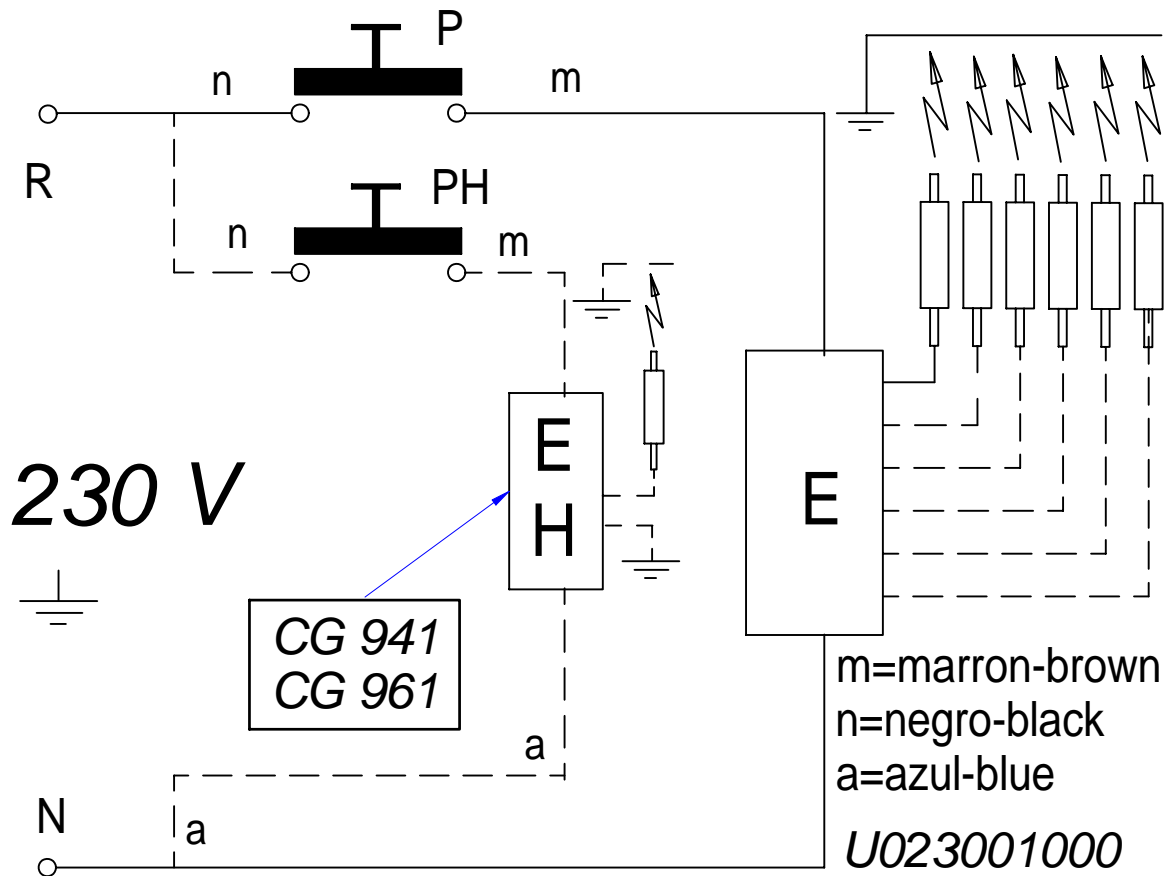 P
n
m
R
PH
n
m
230 V
E
H
E
CG 941
CG 961
m=marron-brown
n=negro-black
a=azul-blue
a
N
a
U023001000